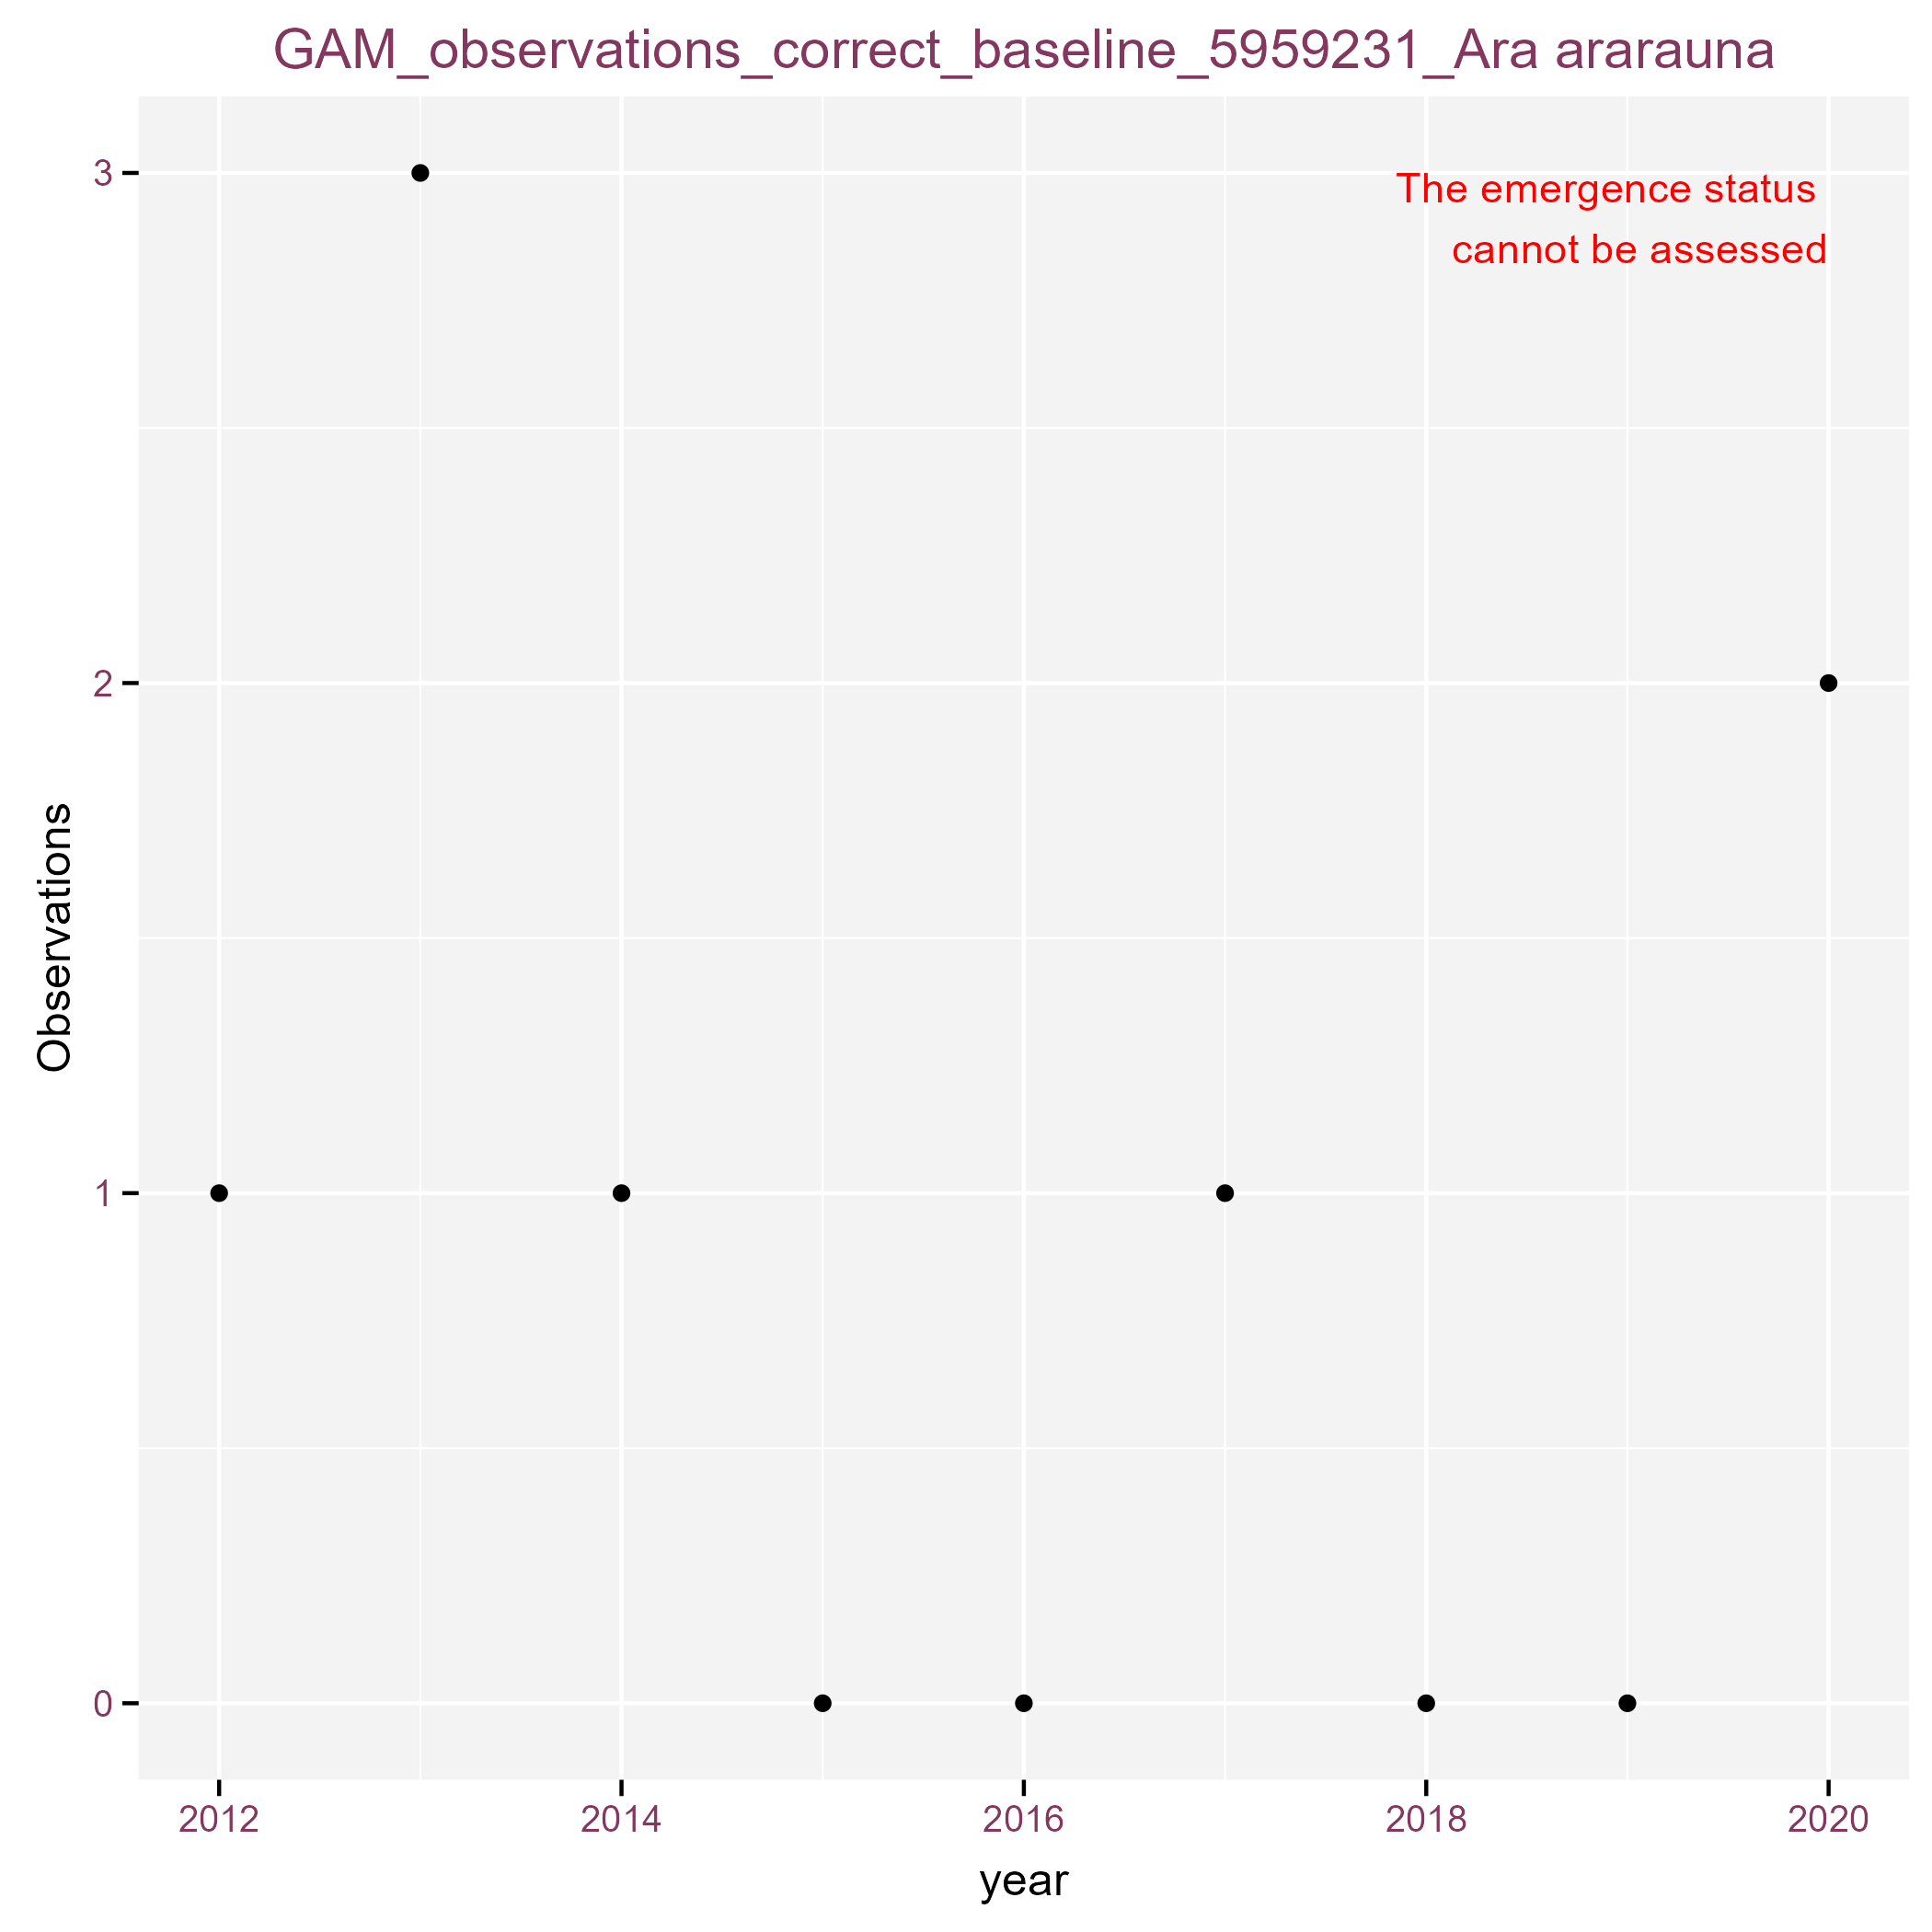 GAM_observations_correct_baseline_5959231_Ara ararauna
3
The emergence status
cannot be assessed
2
Observations
1
0
2012 2014 2016 2018 2020
year